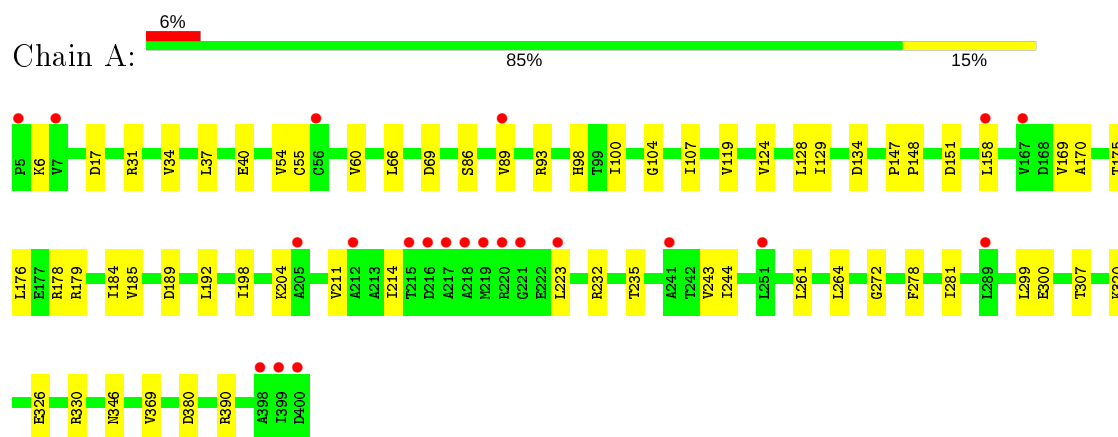 6%
Chain A:
85% 15%
P5 K6 V7 D17 R31 V34 L37 E40 V54 C55 C56 V60 L66 D69 S86 V89 R93 H98 T99 I100 G104 I107 V119 V124 L128 I129 D134 P147 P148 D151 L158 V167 D168 V169 A170 T175
L176 E177 R178 R179 I184 V185 D189 L192 I198 K204 A205 V211 A212 A213 I214 T215 D216 A217 A218 M219 R220 G221 E222 L223 R232 T235 A241 T242 V243 I244 L251 L261 L264 G272 F278 I281 L289 L299 E300 T307 K320
E326 R330 N346 V369 D380 R390 A398 I399 D400